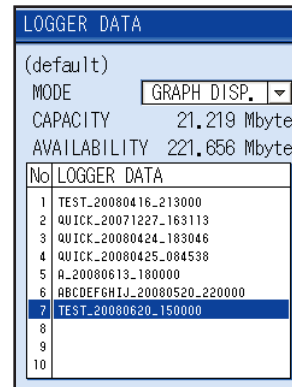 LOGGER DATA
(default)
MODE GRAPH DISP.
CAPACITY 21.219 Mbyte
AVAILABILITY 221.656 Mbyte
No LOGGER DATA
1 TEST_20080416_213000
2 QUICK_20071227_163113
3 QUICK_20080424_183046
4 QUICK_20080425_084538
5 A_20080613_180000
6 ABCDEFGHIJ_20080520_220000
7 TEST_20080620_150000
8
9
10